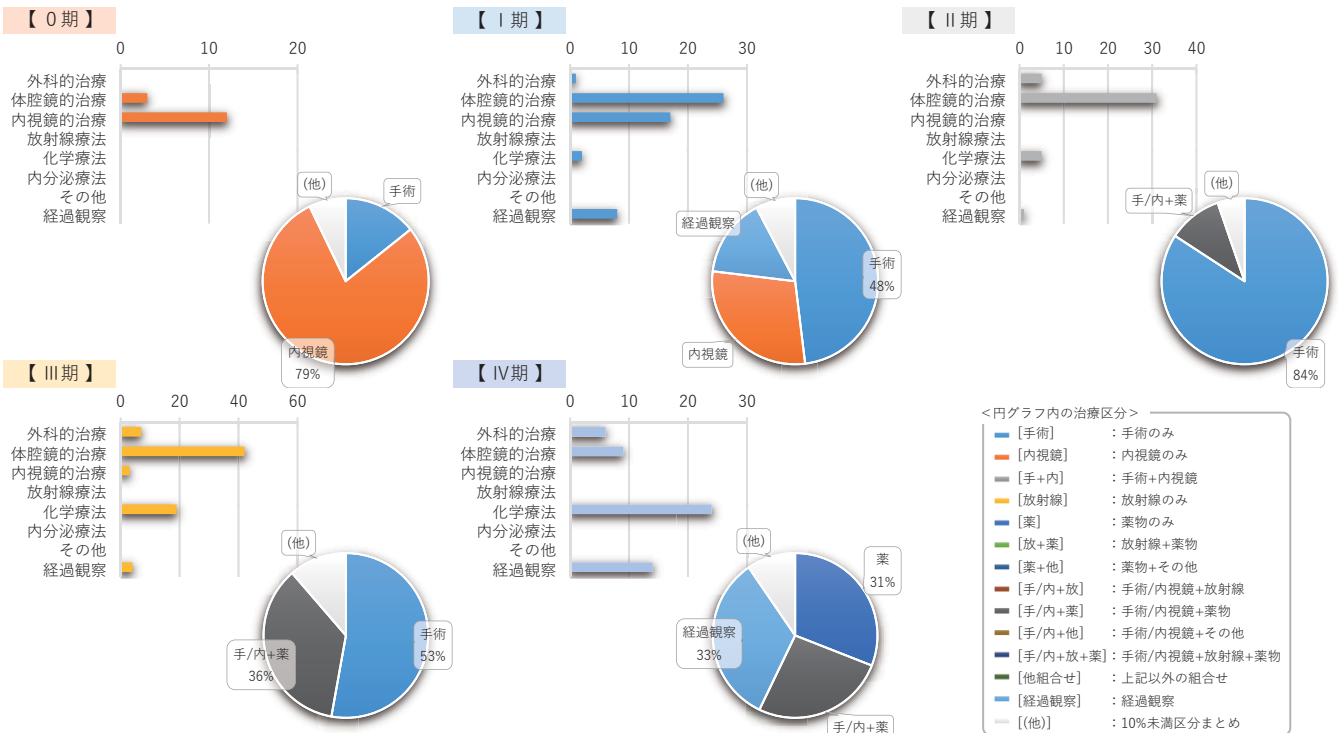 【 0期 】
0 10 20
外科的治療
体腔鏡的治療
内視鏡的治療
放射線療法
化学療法
内分泌療法
その他
経過観察
(他)
手術
内視鏡
79%
【 I期 】
0 10 20 30
外科的治療
体腔鏡的治療
内視鏡的治療
放射線療法
化学療法
内分泌療法
その他
経過観察
(他)
経過観察
手術
48%
内視鏡
【 II期 】
0 10 20 30 40
外科的治療
体腔鏡的治療
内視鏡的治療
放射線療法
化学療法
内分泌療法
その他
経過観察
(他)
手/内+薬
手術
84%
【 III期 】
0 20 40 60
外科的治療
体腔鏡的治療
内視鏡的治療
放射線療法
化学療法
内分泌療法
その他
経過観察
(他)
手術
53%
手/内+薬
36%
【 IV期 】
0 10 20 30
外科的治療
体腔鏡的治療
内視鏡的治療
放射線療法
化学療法
内分泌療法
その他
経過観察
(他)
薬
31%
経過観察
33%
手/内+薬
＜円グラフ内の治療区分＞
[手術] ：手術のみ
[内視鏡] ：内視鏡のみ
[手+内] ：手術+内視鏡
[放射線] ：放射線のみ
[薬] ：薬物のみ
[放+薬] ：放射線+薬物
[薬+他] ：薬物+その他
[手/内+放] ：手術/内視鏡+放射線
[手/内+薬] ：手術/内視鏡+薬物
[手/内+他] ：手術/内視鏡+その他
[手/内+放+薬]：手術/内視鏡+放射線+薬物
[他組合せ] ：上記以外の組合せ
[経過観察] ：経過観察
[(他)] ：10%未満区分まとめ